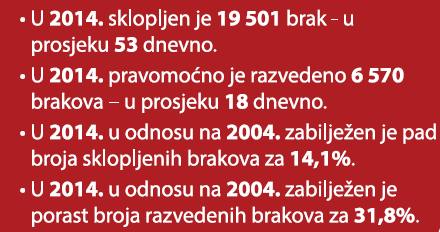 • U 2014. sklopljen je 19 501 brak - u
prosjeku 53 dnevno.
• U 2014. pravomoćno je razvedeno 6 570
brakova – u prosjeku 18 dnevno.
• U 2014. u odnosu na 2004. zabilježen je pad
broja sklopljenih brakova za 14,1%.
• U 2014. u odnosu na 2004. zabilježen je
porast broja razvedenih brakova za 31,8%.